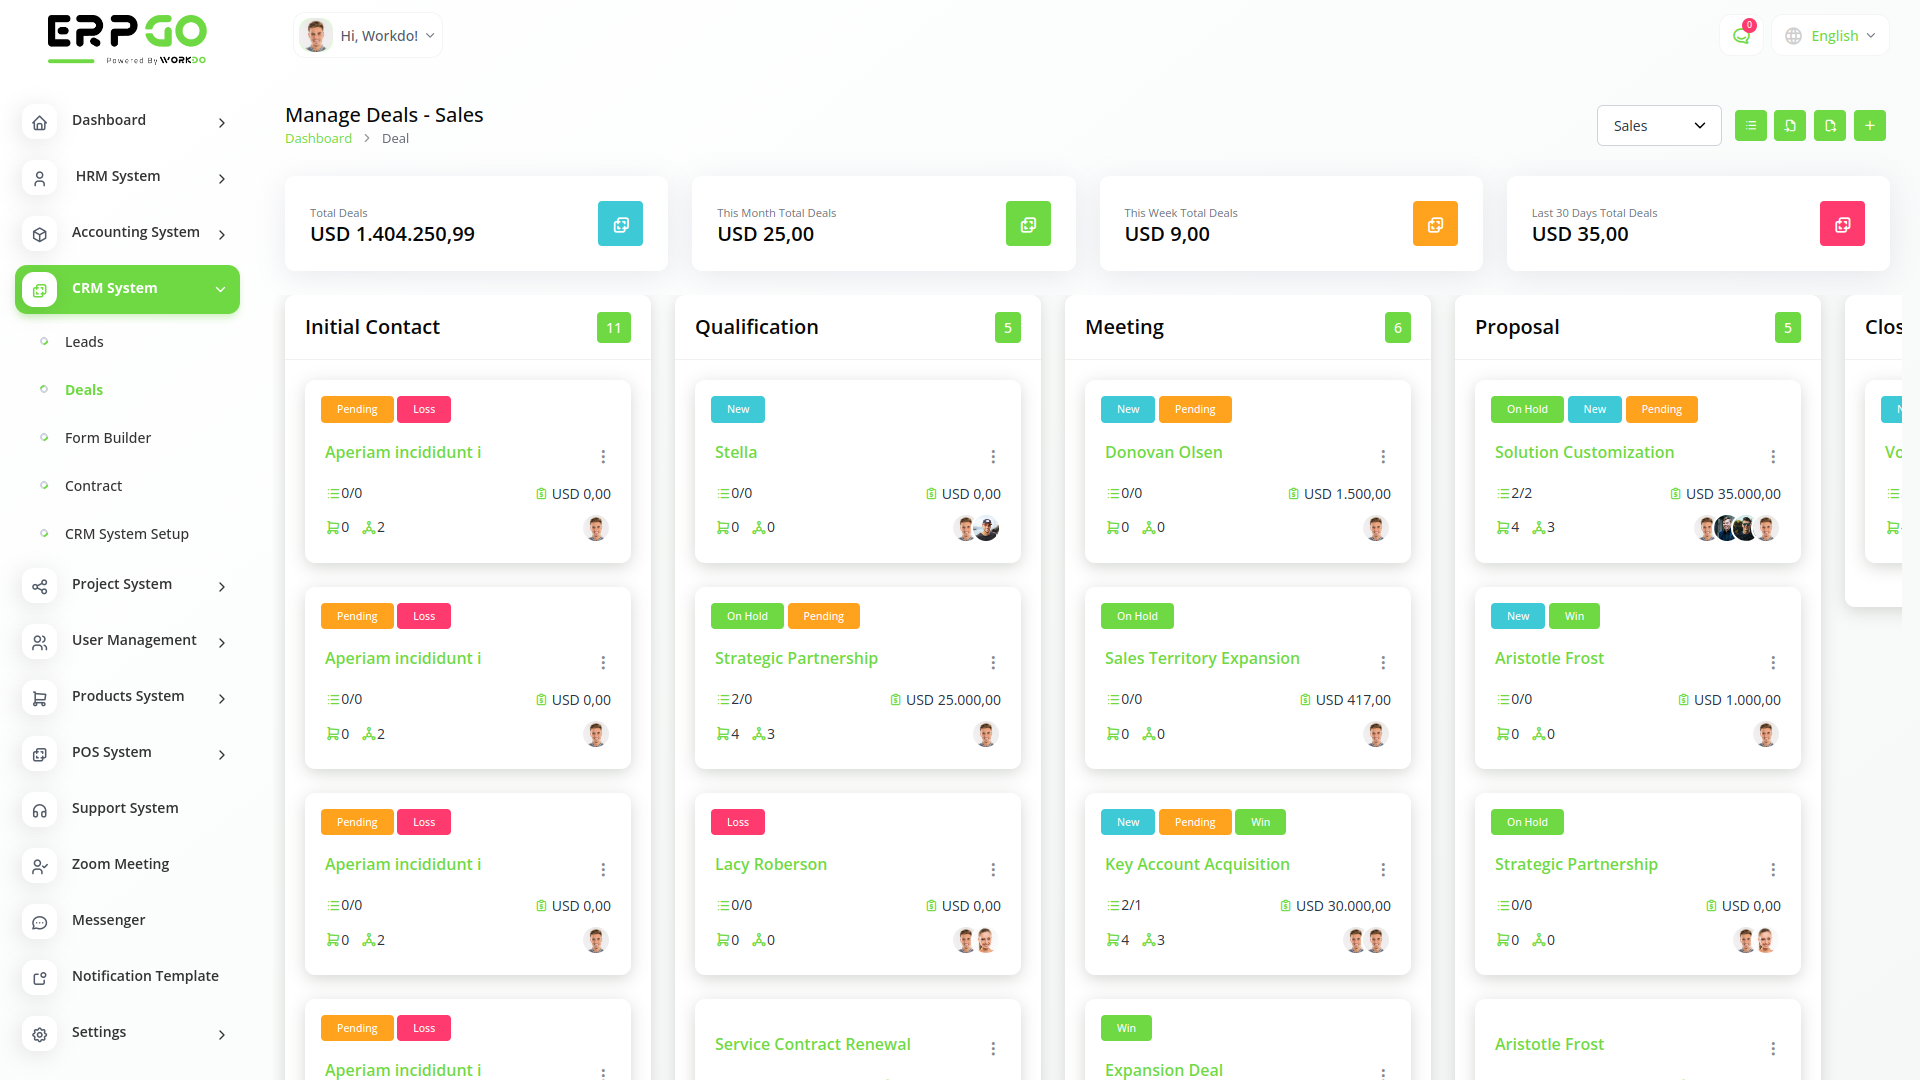 ERPGO
Powered By WORKDO
Hi, Workdo!
0
English
Dashboard
HRM System
Accounting System
CRM System
Leads
Deals
Form Builder
Contract
CRM System Setup
Project System
User Management
Products System
POS System
Support System
Zoom Meeting
Messenger
Notification Template
Settings
Manage Deals - Sales
Dashboard > Deal
Sales
Total Deals
USD 1.404.250,99
This Month Total Deals
USD 25,00
This Week Total Deals
USD 9,00
Last 30 Days Total Deals
USD 35,00
Initial Contact 11
Pending Loss
Aperiam incididunt i
0/0 USD 0,00
0 2
Pending Loss
Aperiam incididunt i
0/0 USD 0,00
0 2
Pending Loss
Aperiam incididunt i
0/0 USD 0,00
0 2
Pending Loss
Aperiam incididunt i
Qualification 5
New
Stella
0/0 USD 0,00
0 0
On Hold Pending
Strategic Partnership
2/0 USD 25.000,00
4 3
Loss
Lacy Roberson
0/0 USD 0,00
0 0
Service Contract Renewal
Meeting 6
New Pending
Donovan Olsen
0/0 USD 1.500,00
0 0
On Hold
Sales Territory Expansion
0/0 USD 417,00
0 0
New Pending Win
Key Account Acquisition
2/1 USD 30.000,00
4 3
Win
Expansion Deal
Proposal 5
On Hold New Pending
Solution Customization
2/2 USD 35.000,00
4 3
New Win
Aristotle Frost
0/0 USD 1.000,00
0 0
On Hold
Strategic Partnership
0/0 USD 0,00
0 0
Aristotle Frost
Clos
Vo